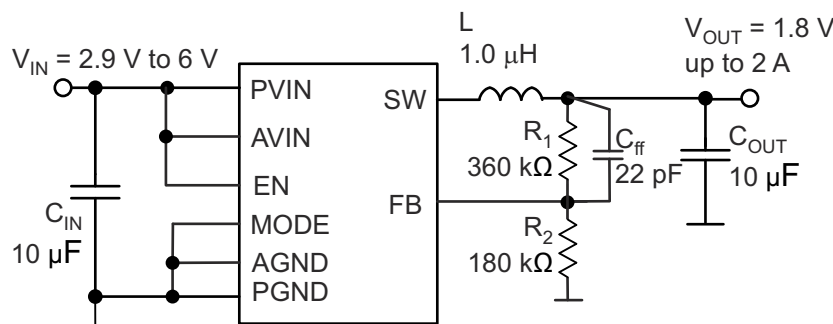 V_IN = 2.9 V to 6 V
L
1.0 μH
V_OUT = 1.8 V
up to 2 A
PVIN
AVIN
EN
MODE
AGND
PGND
SW
FB
R_1
360 kΩ
C_ff
22 pF
C_OUT
10 μF
C_IN
10 μF
R_2
180 kΩ